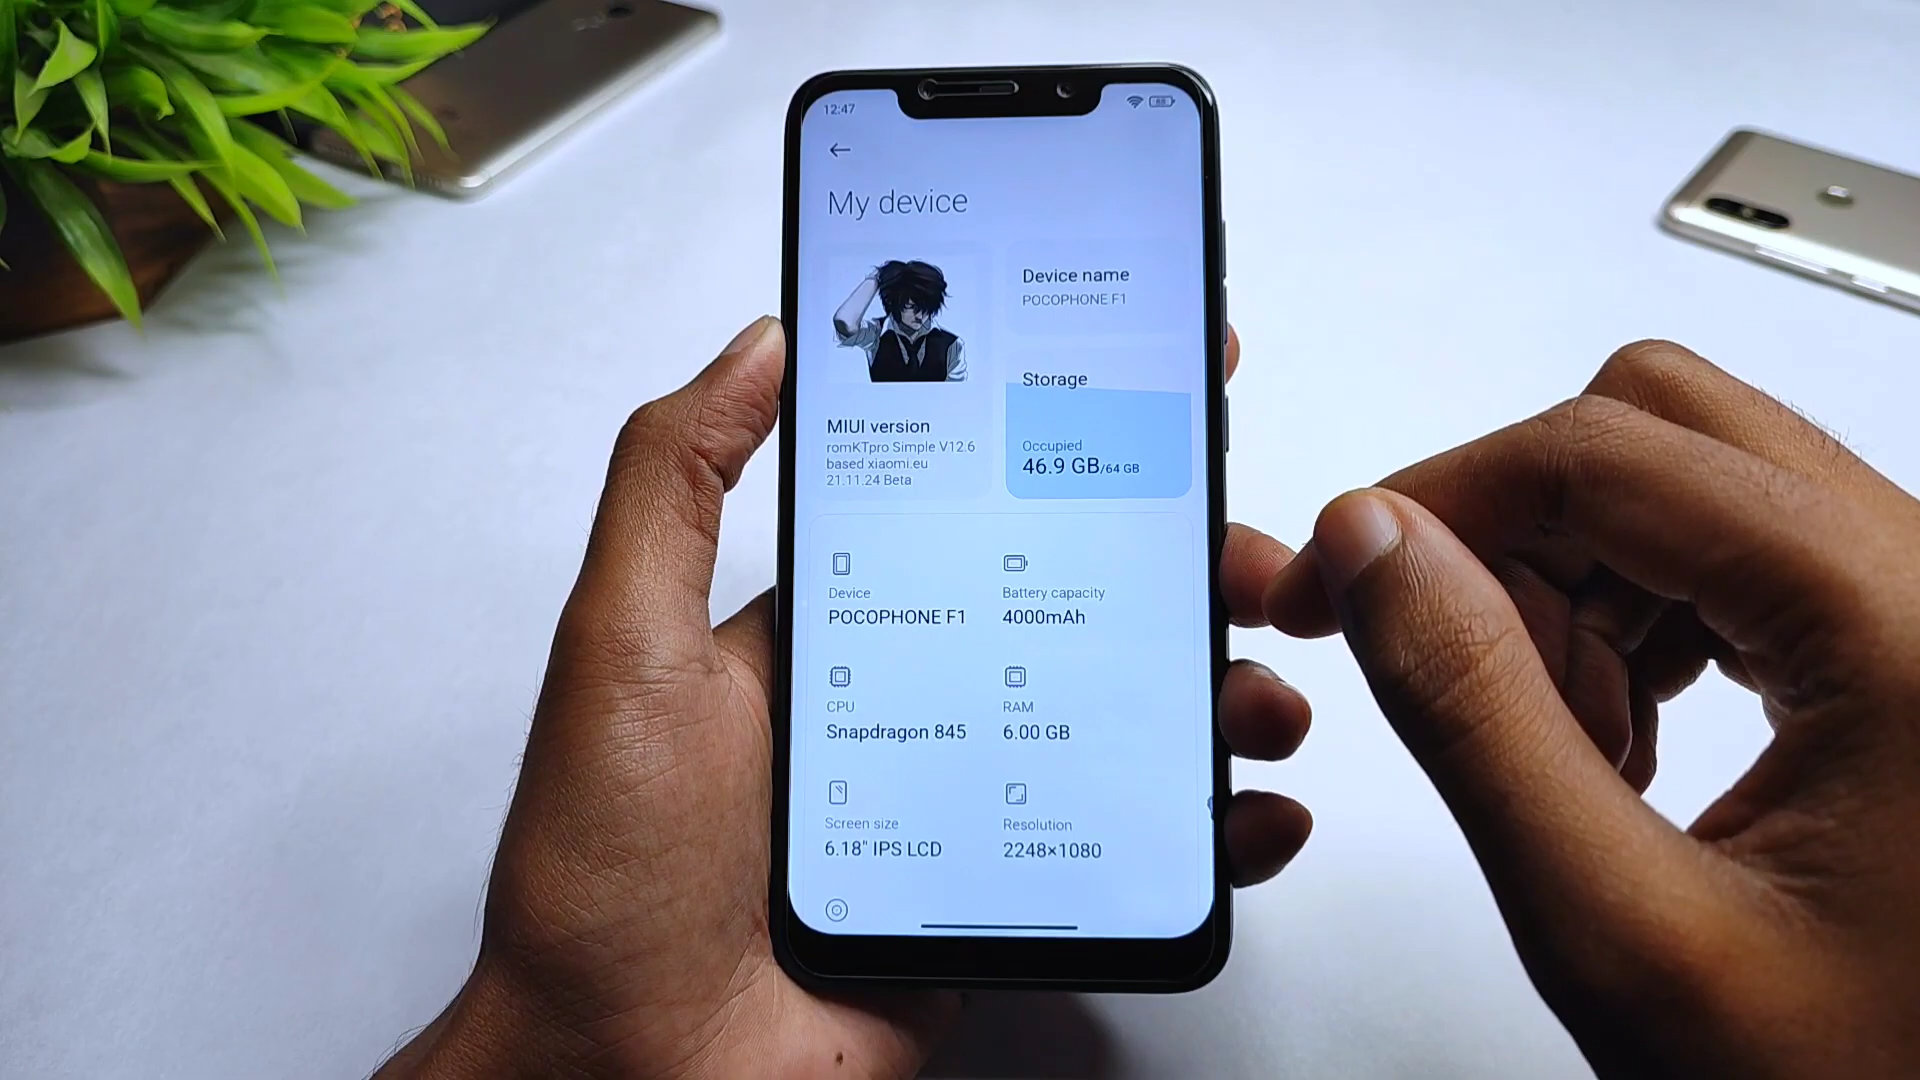 12:47
88
My device
Device name
POCOPHONE F1
Storage
Occupied
46.9 GB/64 GB
MIUI version
romKTpro Simple V12.6
based xiaomi.eu
21.11.24 Beta
Device
POCOPHONE F1
Battery capacity
4000mAh
CPU
Snapdragon 845
RAM
6.00 GB
Screen size
6.18" IPS LCD
Resolution
2248×1080